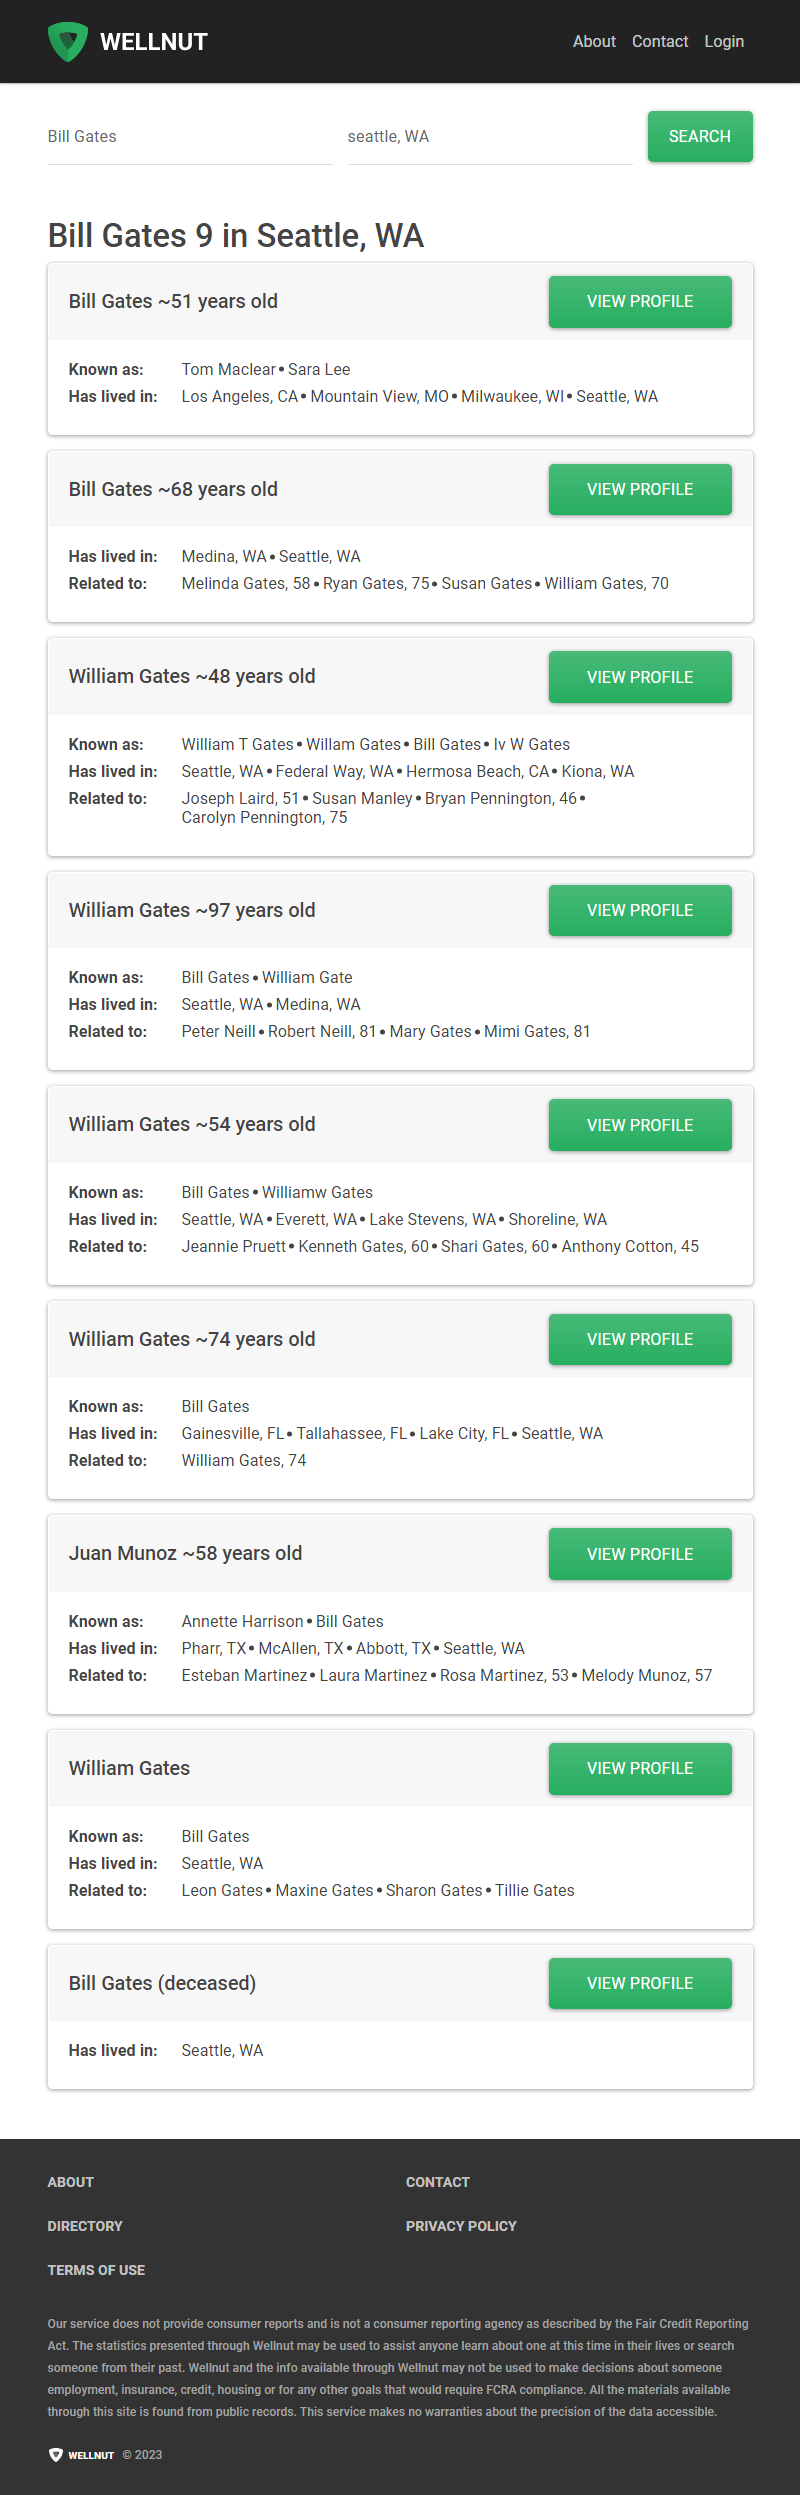 WELLNUT
About Contact Login
Bill Gates seattle, WA SEARCH
Bill Gates 9 in Seattle, WA
Bill Gates ~51 years old VIEW PROFILE
Known as: Tom Maclear • Sara Lee
Has lived in: Los Angeles, CA • Mountain View, MO • Milwaukee, WI • Seattle, WA
Bill Gates ~68 years old VIEW PROFILE
Has lived in: Medina, WA • Seattle, WA
Related to: Melinda Gates, 58 • Ryan Gates, 75 • Susan Gates • William Gates, 70
William Gates ~48 years old VIEW PROFILE
Known as: William T Gates • Willam Gates • Bill Gates • Iv W Gates
Has lived in: Seattle, WA • Federal Way, WA • Hermosa Beach, CA • Kiona, WA
Related to: Joseph Laird, 51 • Susan Manley • Bryan Pennington, 46 •
Carolyn Pennington, 75
William Gates ~97 years old VIEW PROFILE
Known as: Bill Gates • William Gate
Has lived in: Seattle, WA • Medina, WA
Related to: Peter Neill • Robert Neill, 81 • Mary Gates • Mimi Gates, 81
William Gates ~54 years old VIEW PROFILE
Known as: Bill Gates • Williamw Gates
Has lived in: Seattle, WA • Everett, WA • Lake Stevens, WA • Shoreline, WA
Related to: Jeannie Pruett • Kenneth Gates, 60 • Shari Gates, 60 • Anthony Cotton, 45
William Gates ~74 years old VIEW PROFILE
Known as: Bill Gates
Has lived in: Gainesville, FL • Tallahassee, FL • Lake City, FL • Seattle, WA
Related to: William Gates, 74
Juan Munoz ~58 years old VIEW PROFILE
Known as: Annette Harrison • Bill Gates
Has lived in: Pharr, TX • McAllen, TX • Abbott, TX • Seattle, WA
Related to: Esteban Martinez • Laura Martinez • Rosa Martinez, 53 • Melody Munoz, 57
William Gates VIEW PROFILE
Known as: Bill Gates
Has lived in: Seattle, WA
Related to: Leon Gates • Maxine Gates • Sharon Gates • Tillie Gates
Bill Gates (deceased) VIEW PROFILE
Has lived in: Seattle, WA
ABOUT CONTACT
DIRECTORY PRIVACY POLICY
TERMS OF USE
Our service does not provide consumer reports and is not a consumer reporting agency as described by the Fair Credit Reporting
Act. The statistics presented through Wellnut may be used to assist anyone learn about one at this time in their lives or search
someone from their past. Wellnut and the info available through Wellnut may not be used to make decisions about someone
employment, insurance, credit, housing or for any other goals that would require FCRA compliance. All the materials available
through this site is found from public records. This service makes no warranties about the precision of the data accessible.
WELLNUT © 2023